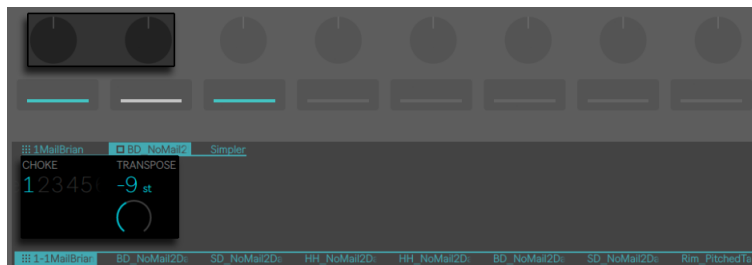 1MailBrian BD_NoMail2 Simpler
CHOKE TRANSPOSE
12345 -9 st
1-1MailBrian BD_NoMail2D SD_NoMail2D HH_NoMail2D HH_NoMail2D BD_NoMail2D SD_NoMail2D Rim_PitchedT